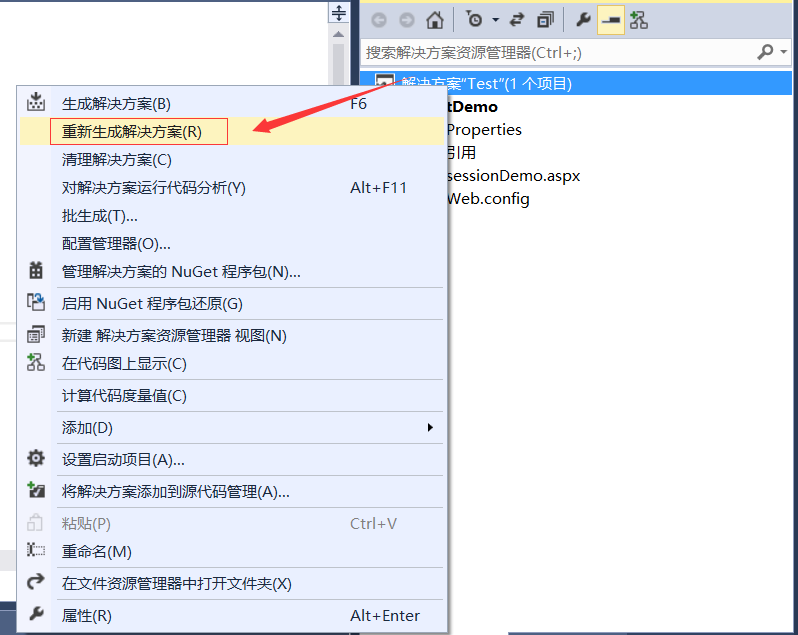 搜索解决方案资源管理器(Ctrl+;)
解决方案"Test"(1 个项目)
tDemo
Properties
引用
sessionDemo.aspx
Web.config
生成解决方案(B) F6
重新生成解决方案(R)
清理解决方案(C)
对解决方案运行代码分析(Y) Alt+F11
批生成(T)...
配置管理器(O)...
管理解决方案的 NuGet 程序包(N)...
启用 NuGet 程序包还原(G)
新建 解决方案资源管理器 视图(N)
在代码图上显示(C)
计算代码度量值(C)
添加(D)
设置启动项目(A)...
将解决方案添加到源代码管理(A)...
粘贴(P) Ctrl+V
重命名(M)
在文件资源管理器中打开文件夹(X)
属性(R) Alt+Enter